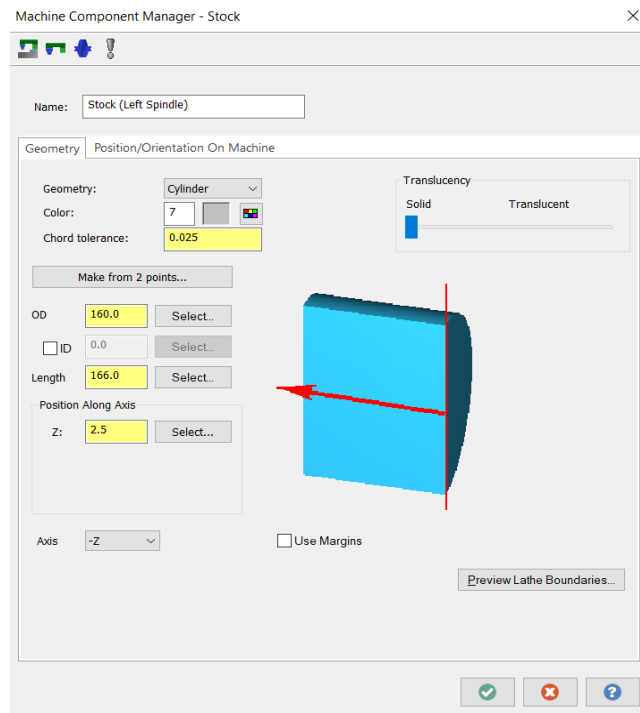 Machine Component Manager - Stock
Name: Stock (Left Spindle)
Geometry Position/Orientation On Machine
Geometry: Cylinder
Color: 7
Chord tolerance: 0.025
Translucency
Solid Translucent
Make from 2 points...
OD 160.0 Select...
ID 0.0 Select...
Length 166.0 Select...
Position Along Axis
Z: 2.5 Select...
Axis -Z
Use Margins
Preview Lathe Boundaries...